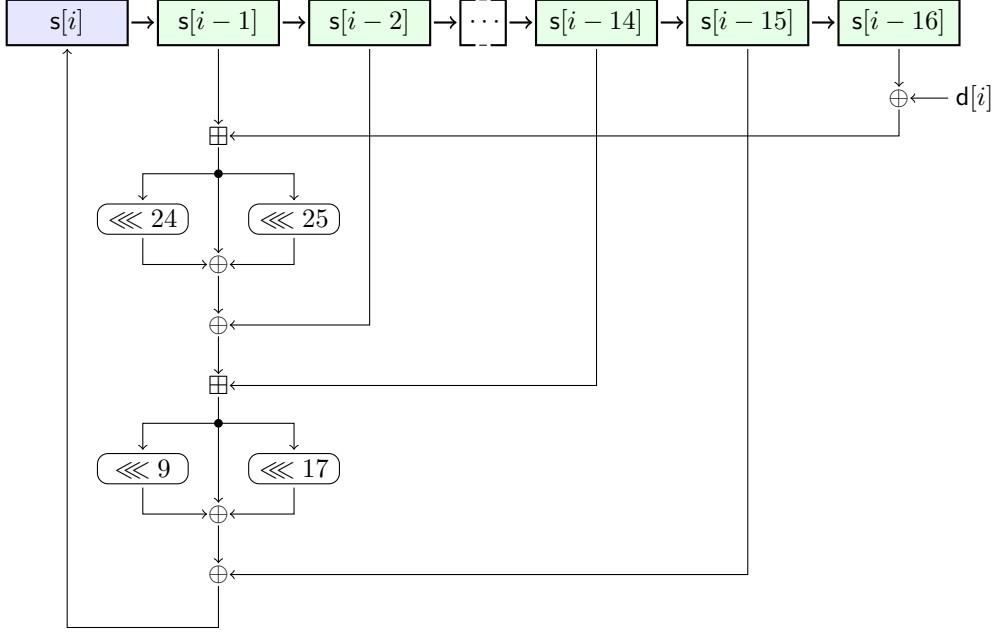 s[i] s[i − 1] s[i − 2] ··· s[i − 14] s[i − 15] s[i − 16]
d[i]
⋘ 24 ⋘ 25
⋘ 9 ⋘ 17